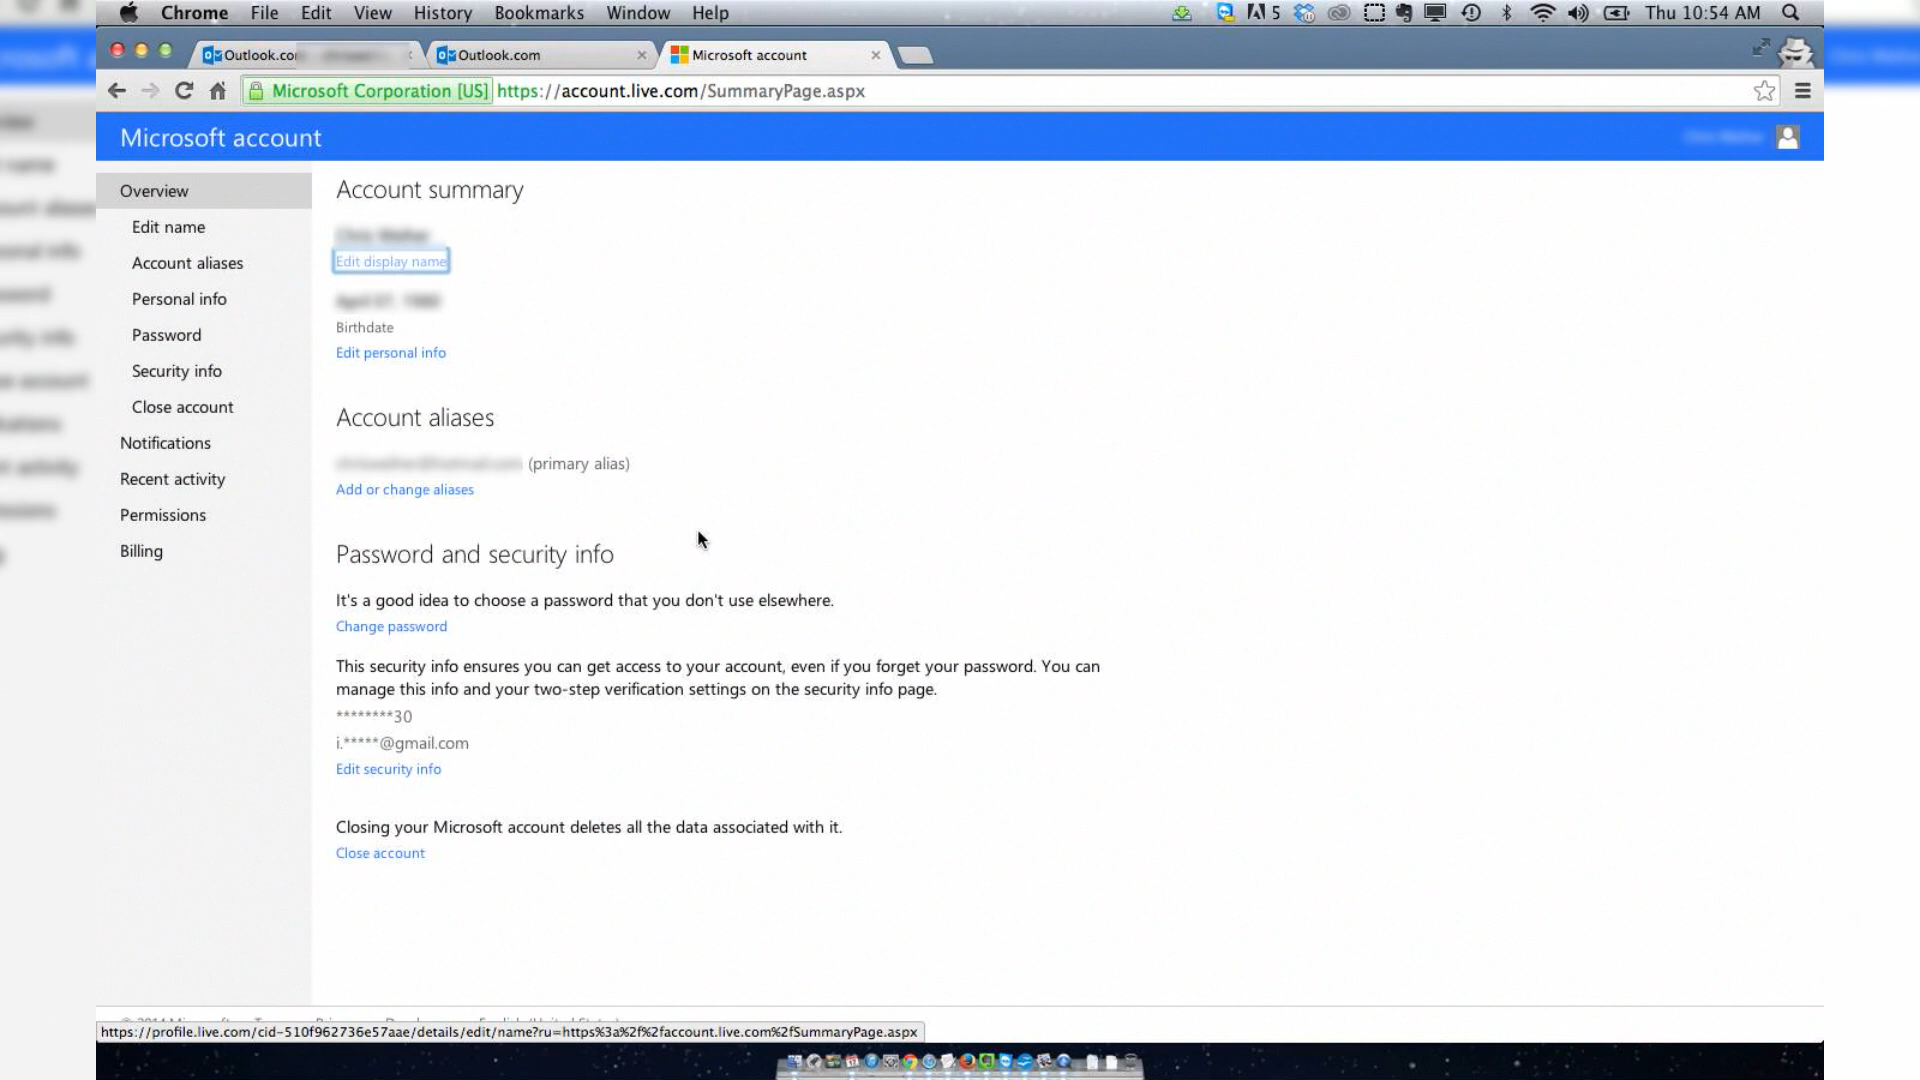 Chrome File Edit View History Bookmarks Window Help
5 Thu 10:54 AM
Outlook.co Outlook.com Microsoft account
Microsoft Corporation [US] https://account.live.com/SummaryPage.aspx
Microsoft account
Overview
Edit name
Account aliases
Personal info
Password
Security info
Close account
Notifications
Recent activity
Permissions
Billing
Account summary
Edit display name
Birthdate
Edit personal info
Account aliases
(primary alias)
Add or change aliases
Password and security info
It's a good idea to choose a password that you don't use elsewhere.
Change password
This security info ensures you can get access to your account, even if you forget your password. You can
manage this info and your two-step verification settings on the security info page.
********30
i.*****@gmail.com
Edit security info
Closing your Microsoft account deletes all the data associated with it.
Close account
https://profile.live.com/cid-510f962736e57aae/details/edit/name?ru=https%3a%2f%2faccount.live.com%2fSummaryPage.aspx